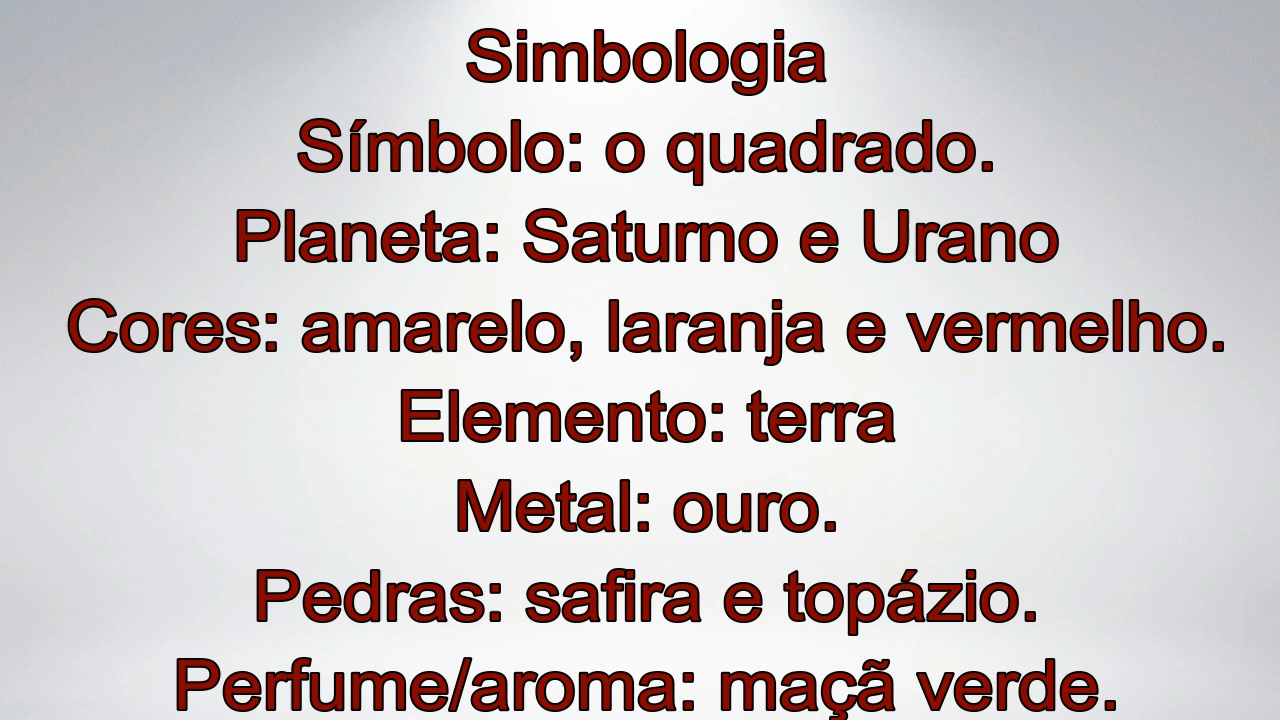 Simbologia
Símbolo: o quadrado.
Planeta: Saturno e Urano
Cores: amarelo, laranja e vermelho.
Elemento: terra
Metal: ouro.
Pedras: safira e topázio.
Perfume/aroma: maçã verde.